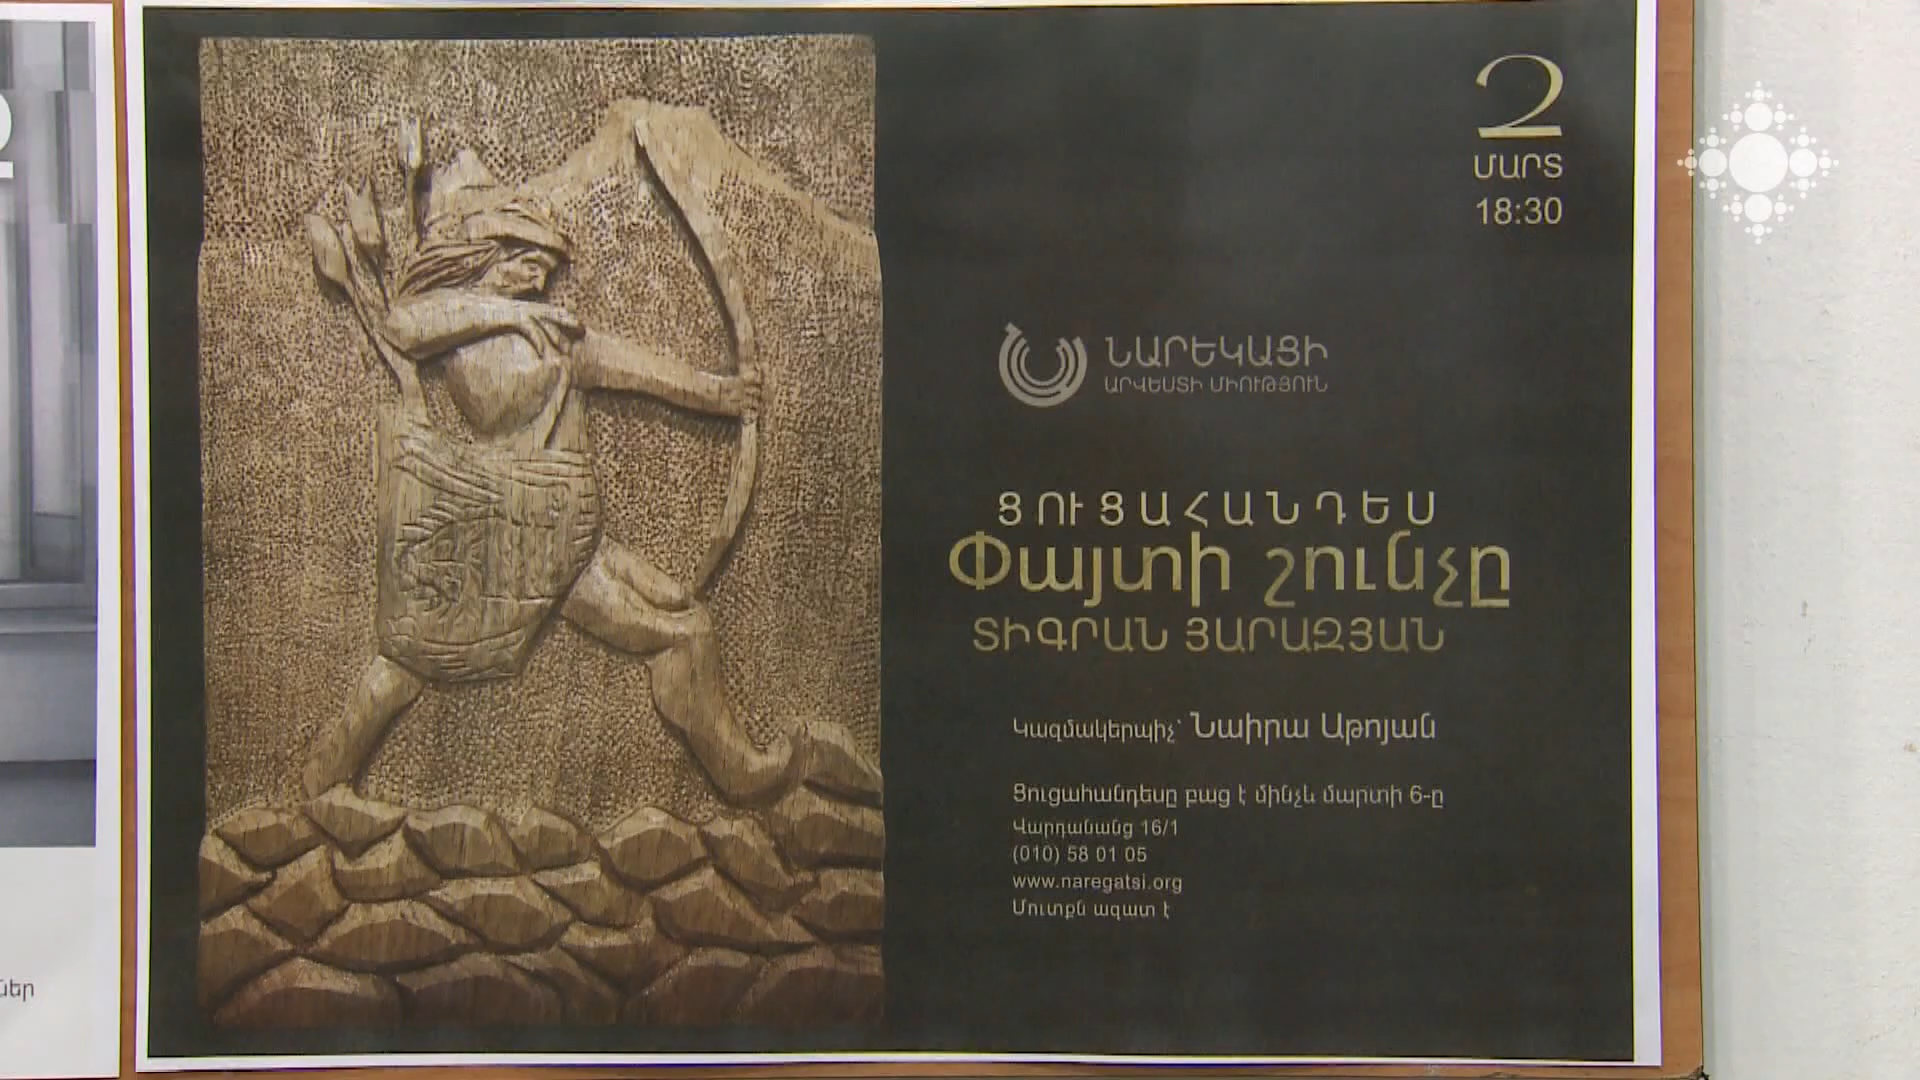 2
ՄԱՐՏ
18:30
ՆԱՐԵԿԱՑԻ
ԱՐՎԵՍՏԻ ՄԻՈՒԹՅՈՒՆ
ՑՈՒՑԱՀԱՆԴԵՍ
Փայտի շունչը
ՏԻԳՐԱՆ ՅԱՐԱԶՅԱՆ
Կազմակերպիչ՝ Նաիրա Աթոյան
Ցուցահանդեսը բաց է մինչև մարտի 6-ը
Վարդանանց 16/1
(010) 58 01 05
www.naregatsi.org
Մուտքն ազատ է